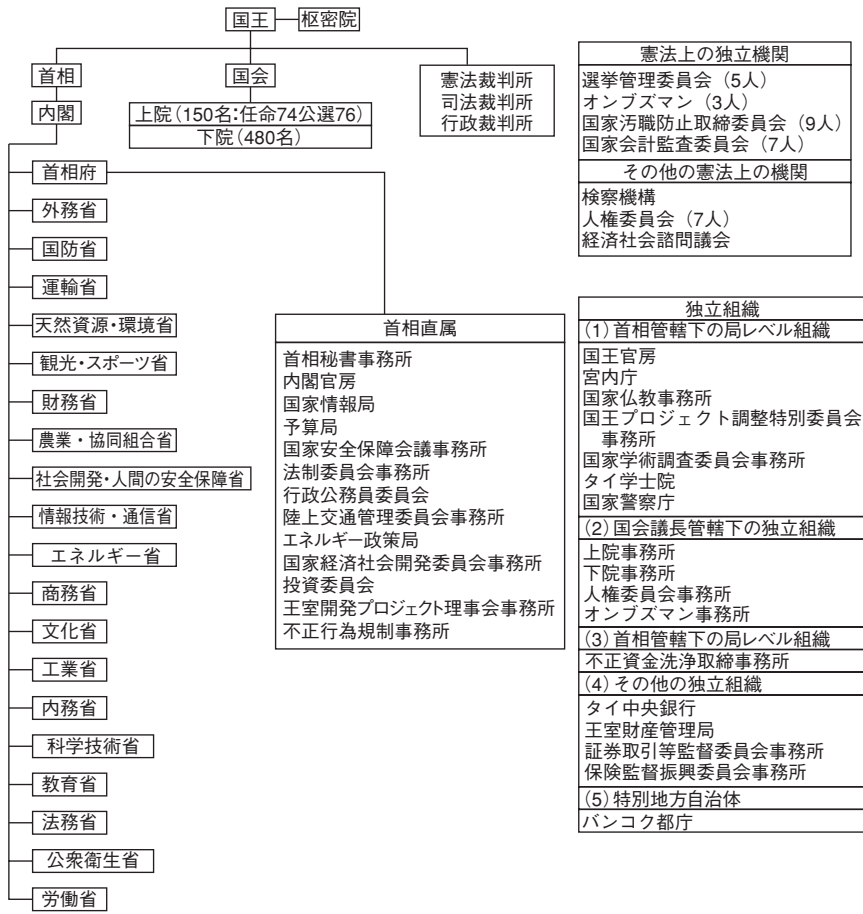 国王
枢密院
首相
国会
内閣
上院(150名:任命74公選76)
下院(480名)
憲法裁判所
司法裁判所
行政裁判所
首相府
外務省
国防省
運輸省
天然資源・環境省
観光・スポーツ省
財務省
農業・協同組合省
社会開発・人間の安全保障省
情報技術・通信省
エネルギー省
商務省
文化省
工業省
内務省
科学技術省
教育省
法務省
公衆衛生省
労働省
首相直属
首相秘書事務所
内閣官房
国家情報局
予算局
国家安全保障会議事務所
法制委員会事務所
行政公務員委員会
陸上交通管理委員会事務所
エネルギー政策局
国家経済社会開発委員会事務所
投資委員会
王室開発プロジェクト理事会事務所
不正行為規制事務所
憲法上の独立機関
選挙管理委員会(5人)
オンブズマン(3人)
国家汚職防止取締委員会(9人)
国家会計監査委員会(7人)
その他の憲法上の機関
検察機構
人権委員会(7人)
経済社会諮問議会
独立組織
(1)首相管轄下の局レベル組織
国王官房
宮内庁
国家仏教事務所
国王プロジェクト調整特別委員会
事務所
国家学術調査委員会事務所
タイ学士院
国家警察庁
(2)国会議長管轄下の独立組織
上院事務所
下院事務所
人権委員会事務所
オンブズマン事務所
(3)首相管轄下の局レベル組織
不正資金洗浄取締事務所
(4)その他の独立組織
タイ中央銀行
王室財産管理局
証券取引等監督委員会事務所
保険監督振興委員会事務所
(5)特別地方自治体
バンコク都庁